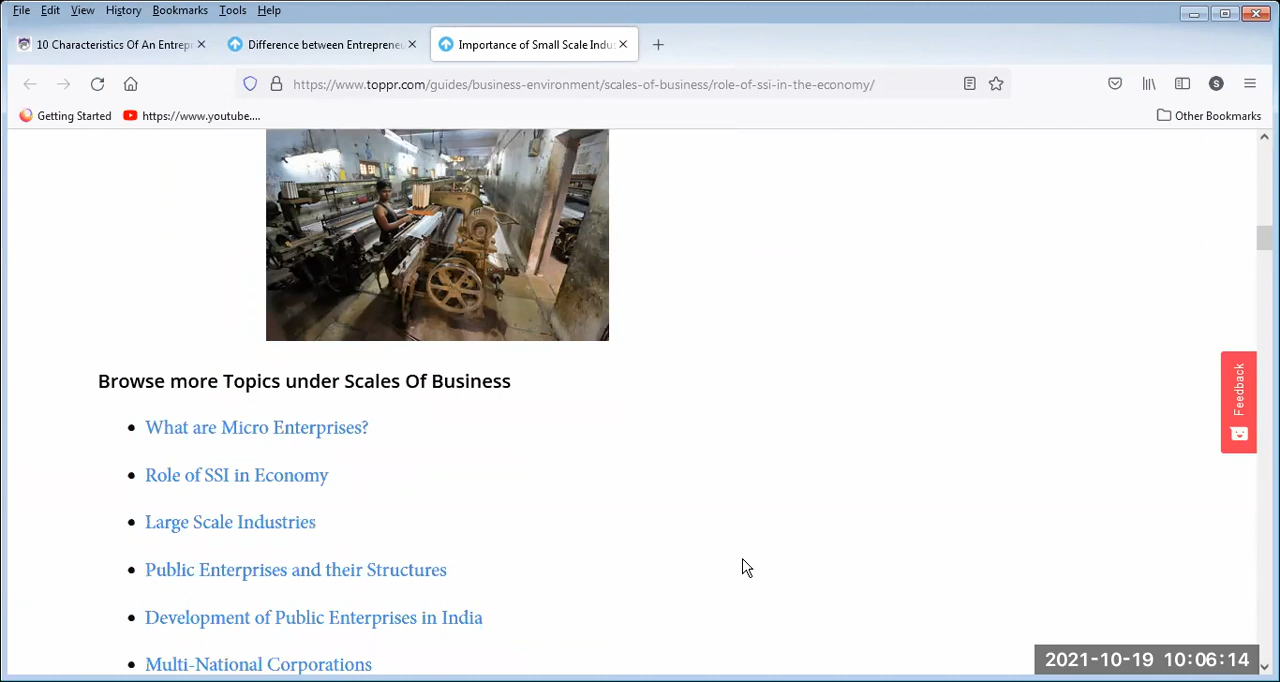 File Edit View History Bookmarks Tools Help
10 Characteristics Of An Entrep
Difference between Entrepreneu
Importance of Small Scale Indu
https://www.toppr.com/guides/business-environment/scales-of-business/role-of-ssi-in-the-economy/
S
Getting Started https://www.youtube.... Other Bookmarks
Browse more Topics under Scales Of Business
What are Micro Enterprises?
Role of SSI in Economy
Large Scale Industries
Public Enterprises and their Structures
Development of Public Enterprises in India
Multi-National Corporations
Feedback
2021-10-19 10:06:14